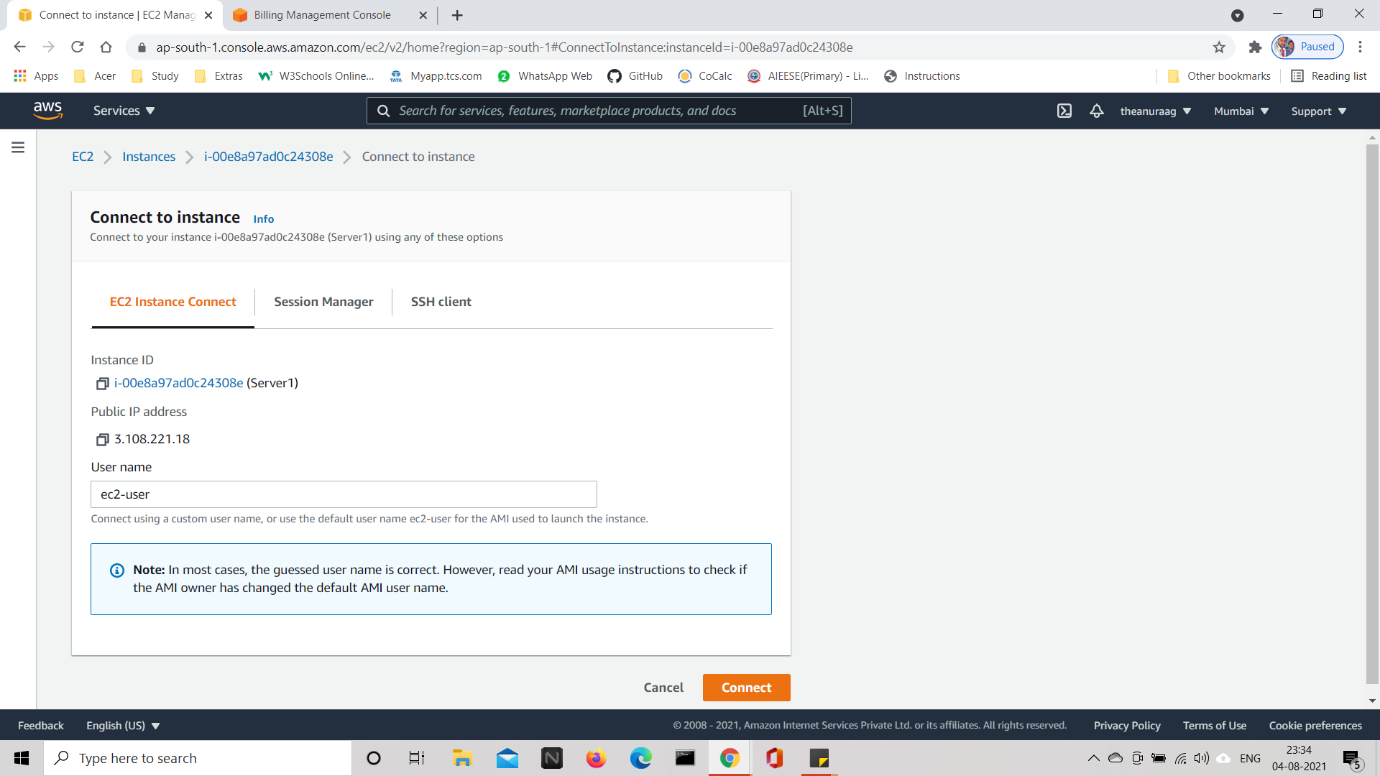 Connect to instance | EC2 Manag
Billing Management Console
ap-south-1.console.aws.amazon.com/ec2/v2/home?region=ap-south-1#ConnectToInstance:instanceId=i-00e8a97ad0c24308e
Paused
Apps Acer Study Extras W3Schools Online... Myapp.tcs.com WhatsApp Web GitHub CoCalc AIEESE(Primary) - Li... Instructions Other bookmarks Reading list
aws Services Search for services, features, marketplace products, and docs [Alt+S] theanuraag Mumbai Support
EC2 Instances i-00e8a97ad0c24308e Connect to instance
Connect to instance Info
Connect to your instance i-00e8a97ad0c24308e (Server1) using any of these options
EC2 Instance Connect Session Manager SSH client
Instance ID
i-00e8a97ad0c24308e (Server1)
Public IP address
3.108.221.18
User name
ec2-user
Connect using a custom user name, or use the default user name ec2-user for the AMI used to launch the instance.
Note: In most cases, the guessed user name is correct. However, read your AMI usage instructions to check if
the AMI owner has changed the default AMI user name.
Cancel Connect
Feedback English (US) © 2008 - 2021, Amazon Internet Services Private Ltd. or its affiliates. All rights reserved. Privacy Policy Terms of Use Cookie preferences
Type here to search
ENG
23:34
04-08-2021
5